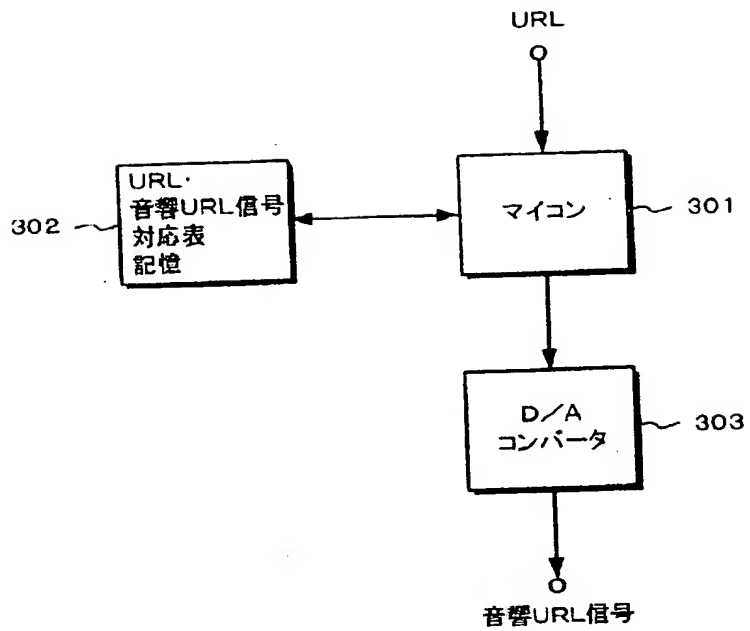 URL
URL・
音響URL信号
対応表
記憶
302
マイコン
301
D／A
コンバータ
303
音響URL信号